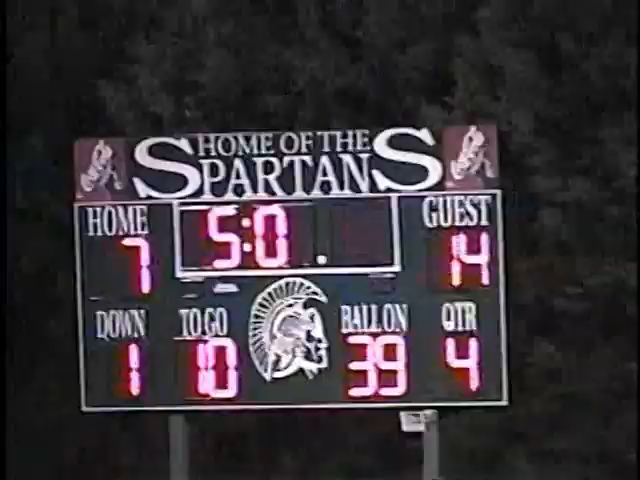 HOME OF THE
SPARTANS
HOME 5:0 . GUEST
7 14
DOWN TO GO BALL ON QTR
1 10 39 4